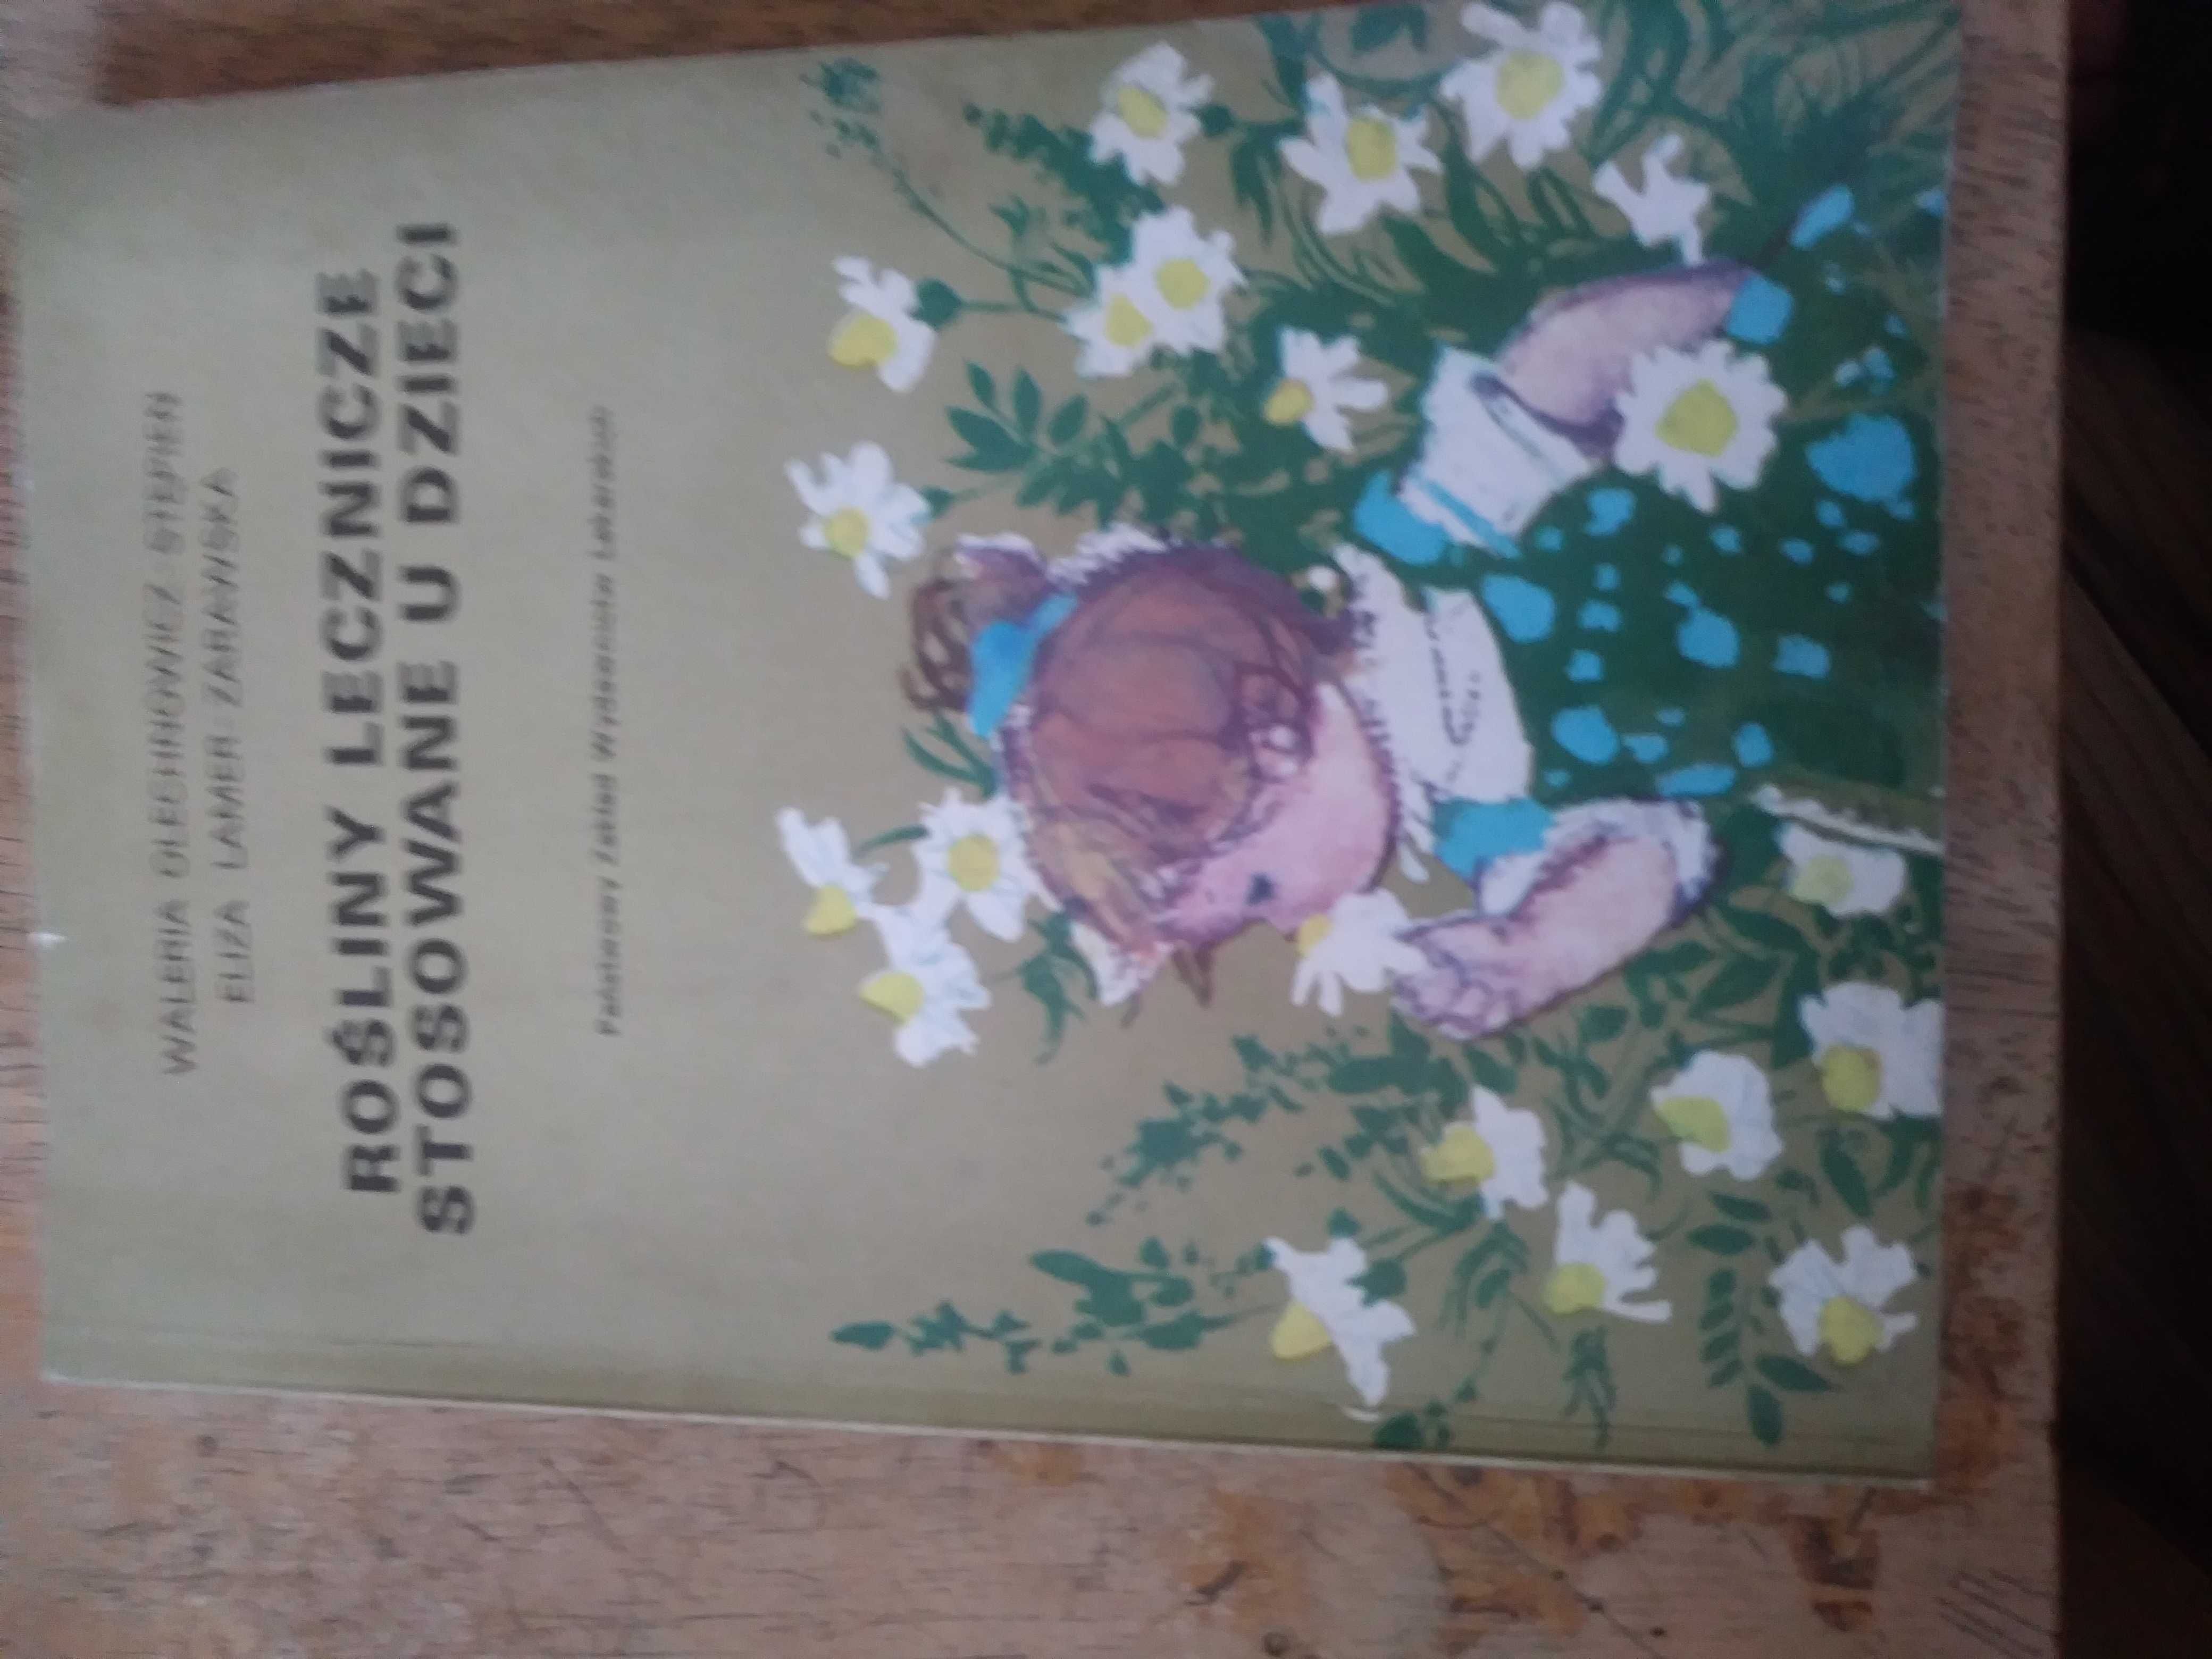 WALERIA OLECHNOWICZ-STĘPIEŃ
ELIZA LAMER-ZARAWSKA
ROŚLINY LECZNICZE
STOSOWANE U DZIECI
Państwowy Zakład Wydawnictw Lekarskich